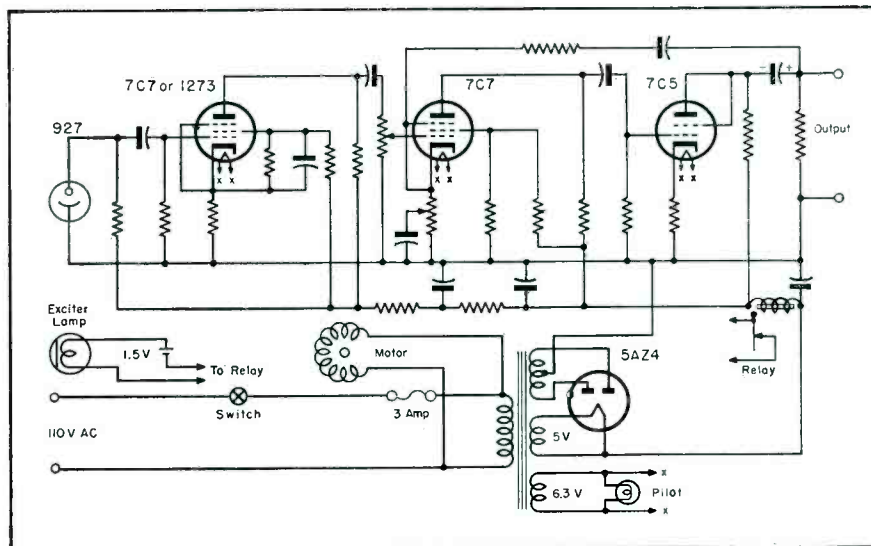 7C7 or 1273
7C7
7C5
927
- +
Output
x x
x x
x x
Exciter
Lamp
1.5V
To Relay
Motor
5AZ4
Relay
Switch
3 Amp
5V
110V AC
6.3 V
Pilot
x
x